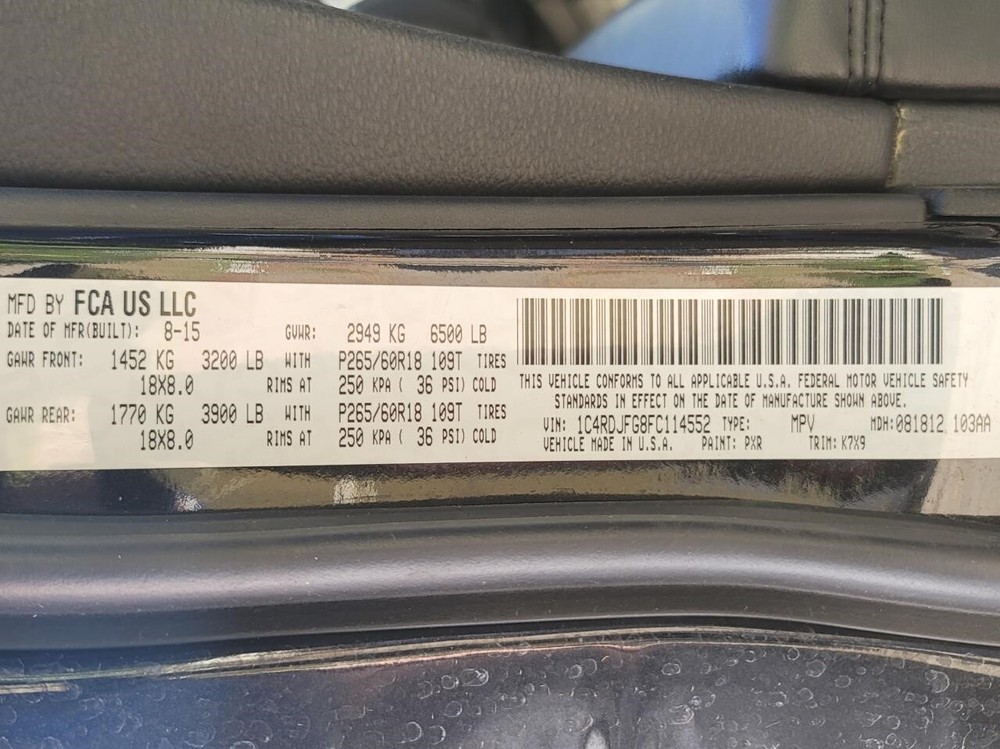 MFD BY FCA US LLC
DATE OF MFR(BUILT): 8-15 GVWR: 2949 KG 6500 LB
GAWR FRONT: 1452 KG 3200 LB WITH P265/60R18 109T TIRES
18X8.0 RIMS AT 250 KPA ( 36 PSI) COLD
GAWR REAR: 1770 KG 3900 LB WITH P265/60R18 109T TIRES
18X8.0 RIMS AT 250 KPA ( 36 PSI) COLD
THIS VEHICLE CONFORMS TO ALL APPLICABLE U.S.A. FEDERAL MOTOR VEHICLE SAFETY
STANDARDS IN EFFECT ON THE DATE OF MANUFACTURE SHOWN ABOVE.
VIN: 1C4RDJFG8FC114552 TYPE: MPV MDH: 081812 103AA
VEHICLE MADE IN U.S.A. PAINT: PXR TRIM: K7X9